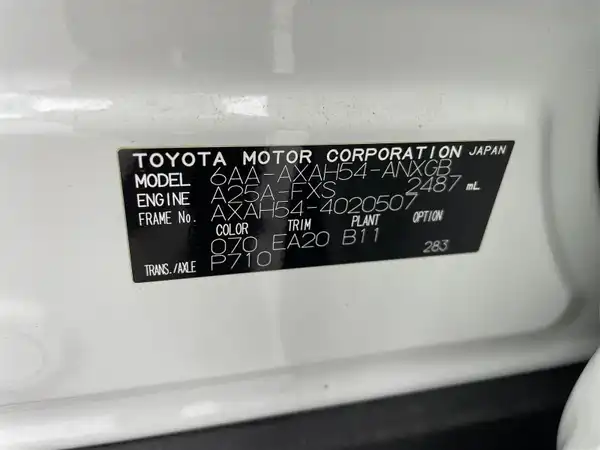 TOYOTA MOTOR CORPORATION JAPAN
MODEL 6AA-AXAH54-ANXGB
ENGINE A25A-FXS 2487 mL
FRAME No. AXAH54-4020507
COLOR TRIM PLANT OPTION
070 EA20 B11
TRANS./AXLE P710 283